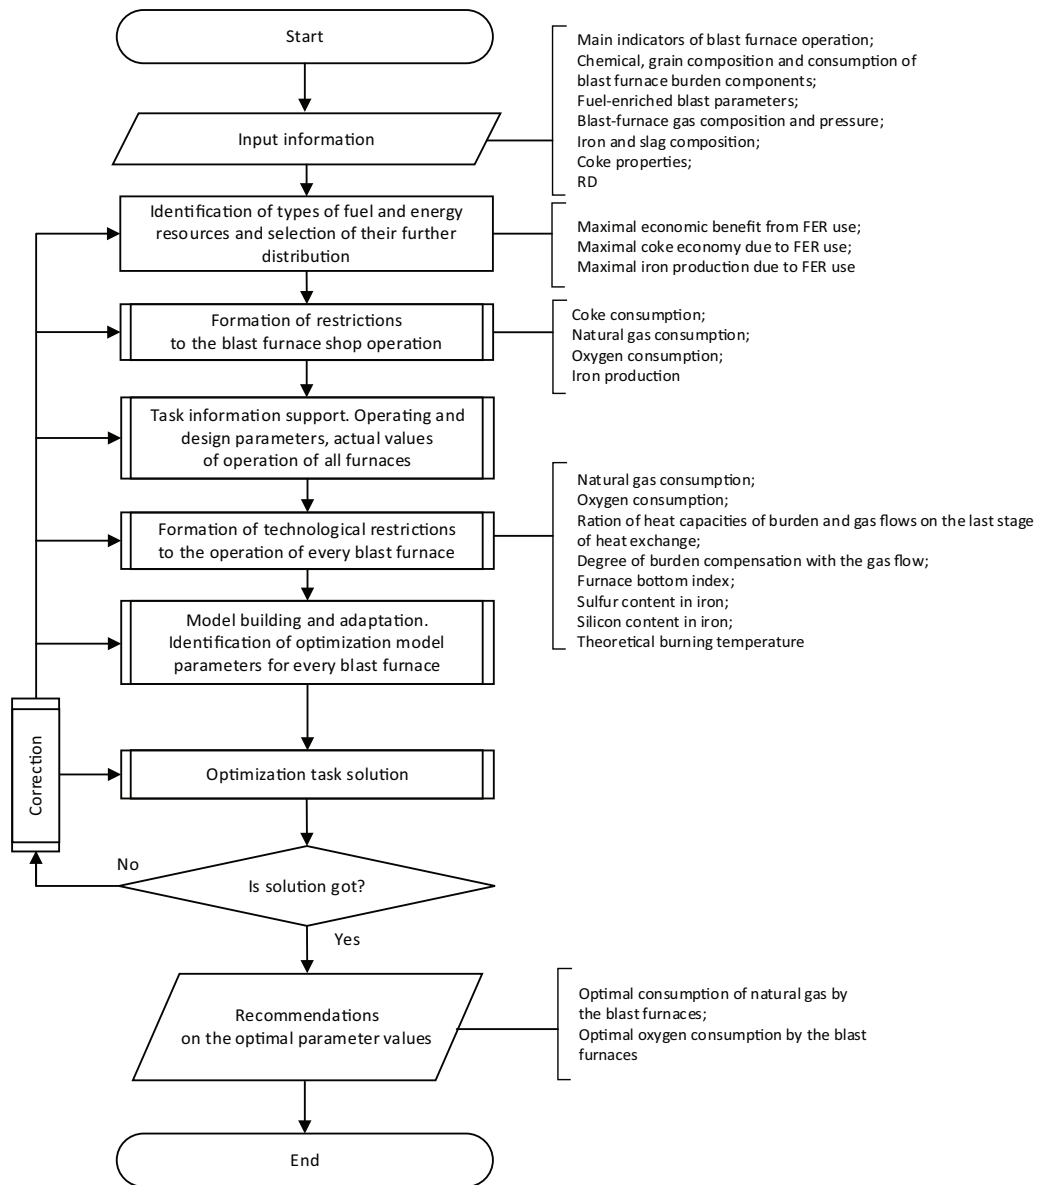 Start
Input information
Main indicators of blast furnace operation;
Chemical, grain composition and consumption of
blast furnace burden components;
Fuel-enriched blast parameters;
Blast-furnace gas composition and pressure;
Iron and slag composition;
Coke properties;
RD
Identification of types of fuel and energy
resources and selection of their further
distribution
Maximal economic benefit from FER use;
Maximal coke economy due to FER use;
Maximal iron production due to FER use
Formation of restrictions
to the blast furnace shop operation
Coke consumption;
Natural gas consumption;
Oxygen consumption;
Iron production
Task information support. Operating and
design parameters, actual values
of operation of all furnaces
Formation of technological restrictions
to the operation of every blast furnace
Natural gas consumption;
Oxygen consumption;
Ration of heat capacities of burden and gas flows on the last stage
of heat exchange;
Degree of burden compensation with the gas flow;
Furnace bottom index;
Sulfur content in iron;
Silicon content in iron;
Theoretical burning temperature
Model building and adaptation.
Identification of optimization model
parameters for every blast furnace
Correction
Optimization task solution
No
Is solution got?
Yes
Recommendations
on the optimal parameter values
Optimal consumption of natural gas by
the blast furnaces;
Optimal oxygen consumption by the blast
furnaces
End